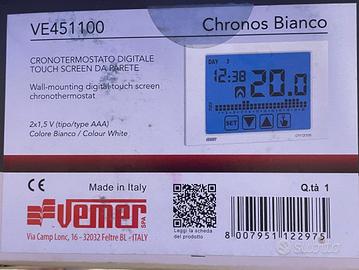 VE451100
Chronos Bianco
CRONOTERMOSTATO DIGITALE
TOUCH SCREEN DA PARETE
Wall-mounting digital touch screen
chronothermostat
2x1,5 V (tipo/type AAA)
Colore Bianco / Colour White
DAY 3
12:38
20.0
SET
Made in Italy
Q.tà 1
vemer SPA
Via Camp Lonc, 16 - 32032 Feltre BL - ITALY
Leggi la scheda
del prodotto
8 007951 122975
subito